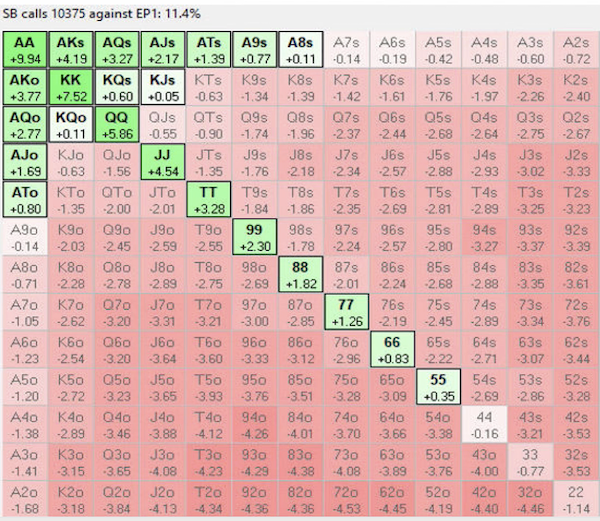 SB calls 10375 against EP1: 11.4%
AA AKs AQs AJs ATs A9s A8s A7s A6s A5s A4s A3s A2s
+9.94 +4.19 +3.27 +2.17 +1.39 +0.77 +0.11 -0.14 -0.19 -0.42 -0.48 -0.60 -0.72
AKo KK KQs KJs KTs K9s K8s K7s K6s K5s K4s K3s K2s
+3.77 +7.52 +0.60 +0.05 -0.63 -1.34 -1.39 -1.42 -1.61 -1.76 -1.97 -2.26 -2.40
AQo KQo QQ QJs QTs Q9s Q8s Q7s Q6s Q5s Q4s Q3s Q2s
+2.77 +0.11 +5.86 -0.55 -0.90 -1.74 -1.96 -2.37 -2.44 -2.68 -2.64 -2.75 -2.67
AJo KJo QJo JJ JTs J9s J8s J7s J6s J5s J4s J3s J2s
+1.69 -0.63 -1.56 +4.54 -1.35 -1.76 -2.18 -2.34 -2.57 -2.88 -2.93 -3.02 -3.33
ATo KTo QTo JTo TT T9s T8s T7s T6s T5s T4s T3s T2s
+0.80 -1.35 -2.00 -2.01 +3.28 -1.84 -1.86 -2.35 -2.69 -2.81 -2.89 -3.25 -3.23
A9o K9o Q9o J9o T9o 99 98s 97s 96s 95s 94s 93s 92s
-0.14 -2.03 -2.45 -2.59 -2.55 +2.30 -1.78 -2.24 -2.57 -2.80 -3.27 -3.37 -3.39
A8o K8o Q8o J8o T8o 98o 88 87s 86s 85s 84s 83s 82s
-0.71 -2.28 -2.78 -2.89 -2.75 -2.69 +1.82 -2.01 -2.24 -2.68 -2.88 -3.35 -3.61
A7o K7o Q7o J7o T7o 97o 87o 77 76s 75s 74s 73s 72s
-1.05 -2.62 -3.20 -3.31 -3.21 -3.00 -2.85 +1.26 -2.19 -2.45 -2.89 -3.34 -3.76
A6o K6o Q6o J6o T6o 96o 86o 76o 66 65s 64s 63s 62s
-1.23 -2.54 -3.20 -3.64 -3.60 -3.33 -3.12 -2.96 +0.83 -2.22 -2.71 -3.07 -3.44
A5o K5o Q5o J5o T5o 95o 85o 75o 65o 55 54s 53s 52s
-1.20 -2.72 -3.23 -3.65 -3.93 -3.76 -3.51 -3.28 -3.09 +0.35 -2.69 -2.86 -3.28
A4o K4o Q4o J4o T4o 94o 84o 74o 64o 54o 44 43s 42s
-1.38 -2.89 -3.46 -3.88 -4.12 -4.26 -4.01 -3.70 -3.66 -3.38 -0.16 -3.21 -3.53
A3o K3o Q3o J3o T3o 93o 83o 73o 63o 53o 43o 33 32s
-1.41 -3.15 -3.65 -4.08 -4.23 -4.29 -4.38 -4.08 -3.89 -3.76 -4.00 -0.77 -3.53
A2o K2o Q2o J2o T2o 92o 82o 72o 62o 52o 42o 32o 22
-1.68 -3.18 -3.84 -4.13 -4.34 -4.36 -4.36 -4.53 -4.45 -4.19 -4.40 -4.46 -1.14